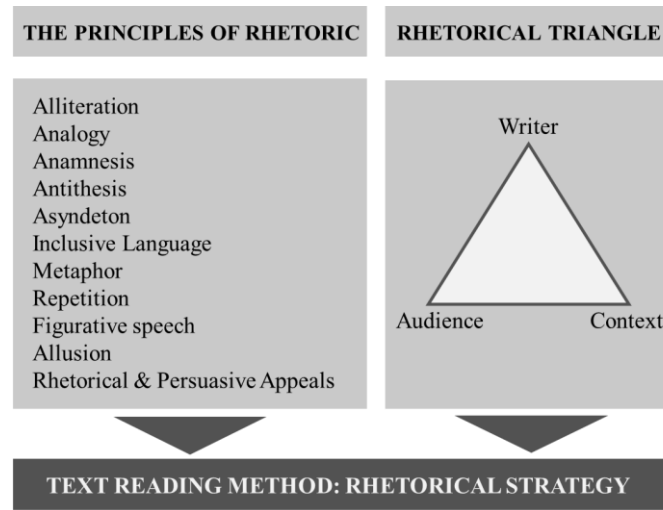 THE PRINCIPLES OF RHETORIC
RHETORICAL TRIANGLE
Alliteration
Analogy
Anamnesis
Antithesis
Asyndeton
Inclusive Language
Metaphor
Repetition
Figurative speech
Allusion
Rhetorical & Persuasive Appeals
Writer
Audience
Context
TEXT READING METHOD: RHETORICAL STRATEGY